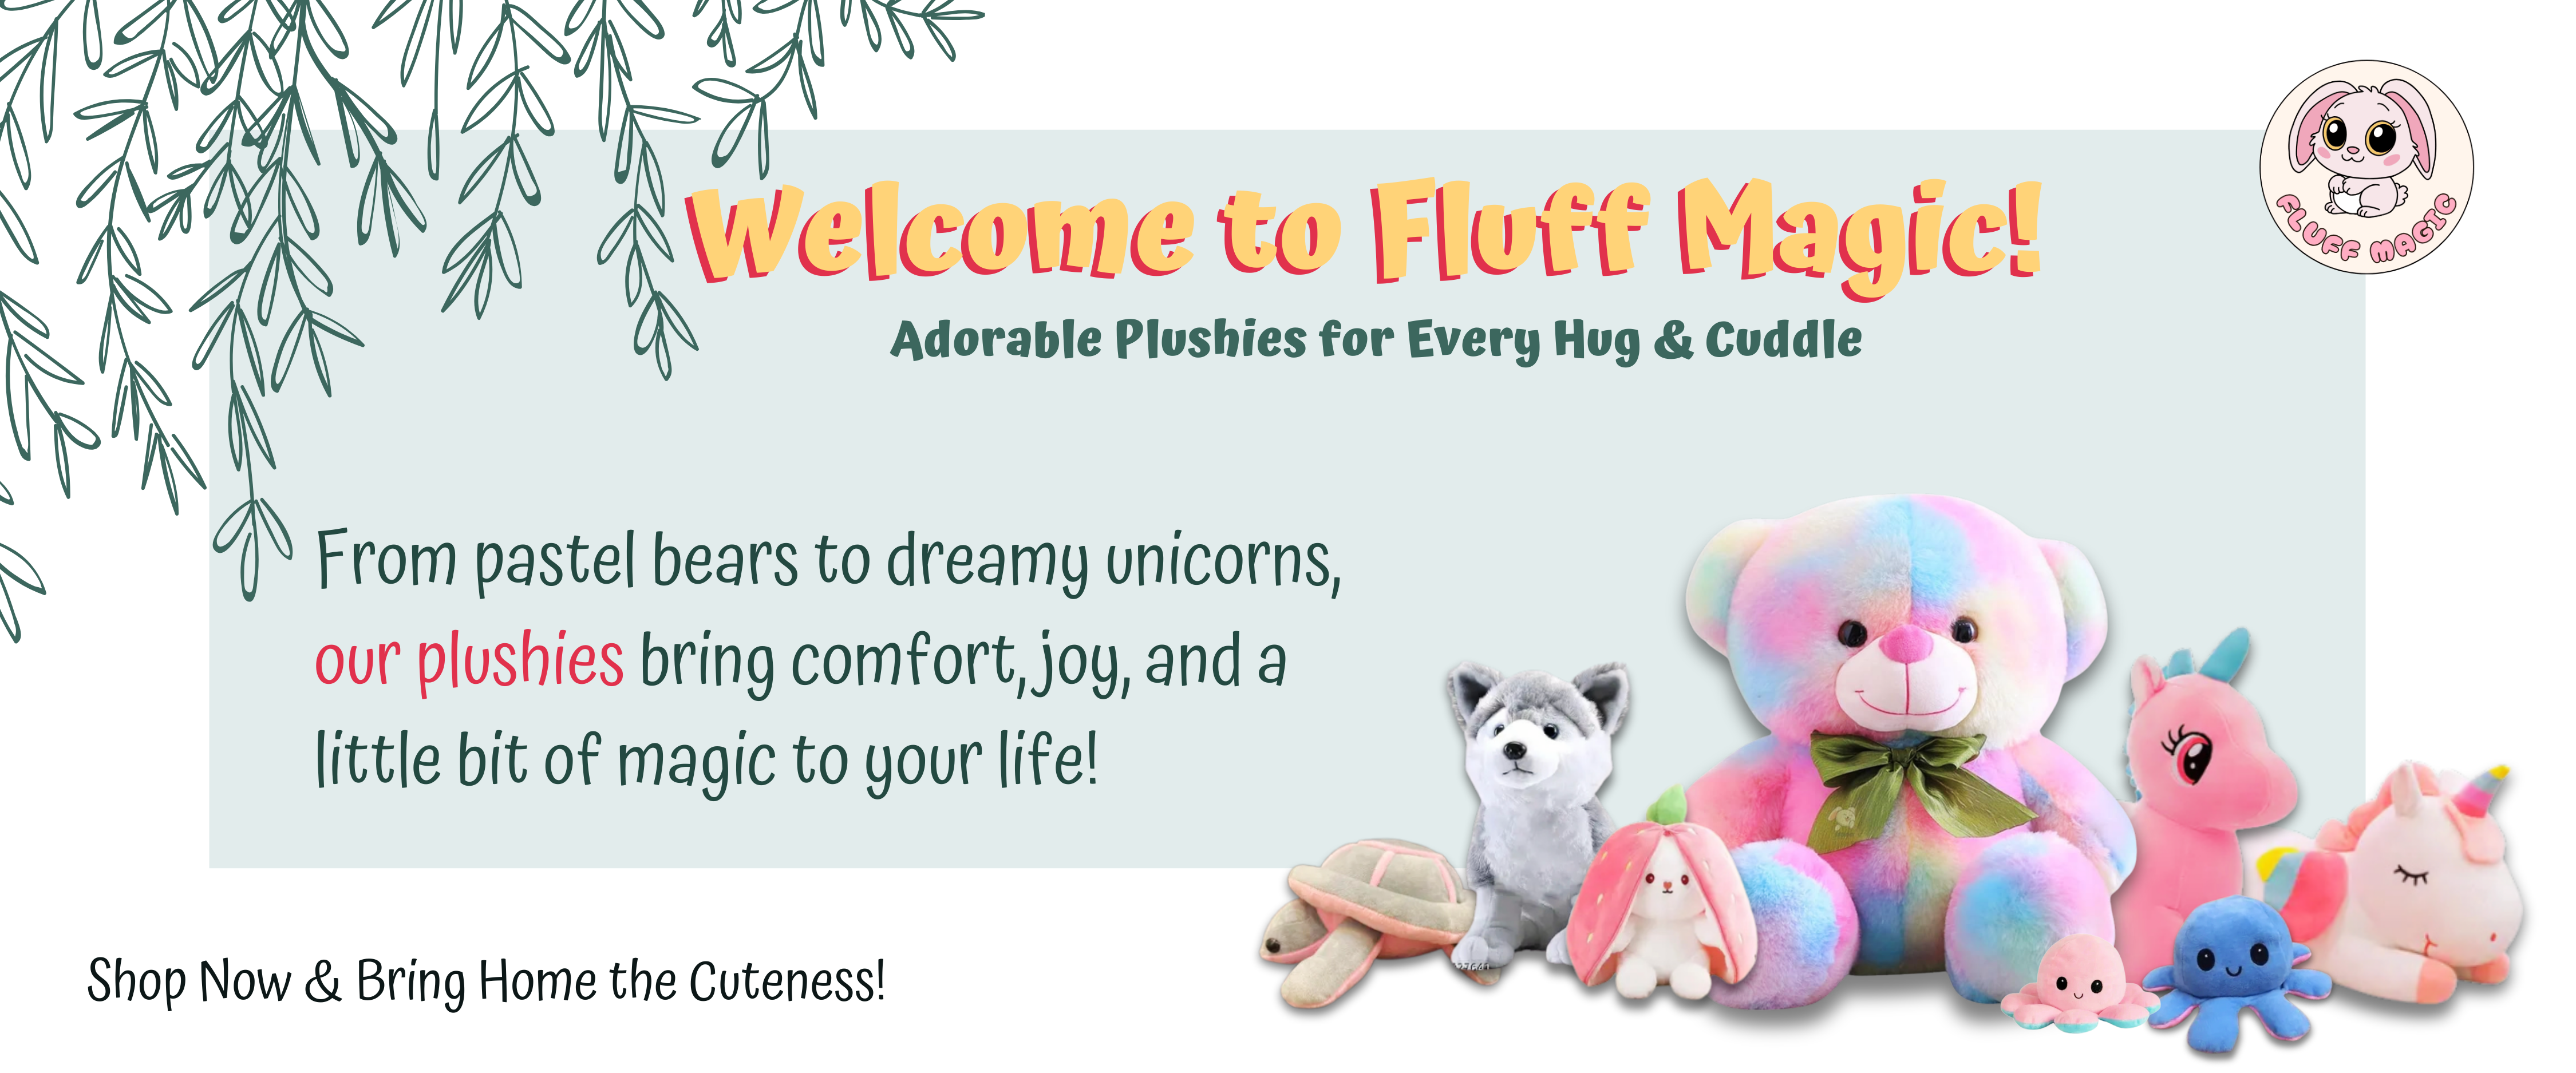 Welcome to Fluff Magic!
FLUFF MAGIC
Adorable Plushies for Every Hug & Cuddle
From pastel bears to dreamy unicorns,
our plushies bring comfort, joy, and a
little bit of magic to your life!
Shop Now & Bring Home the Cuteness!